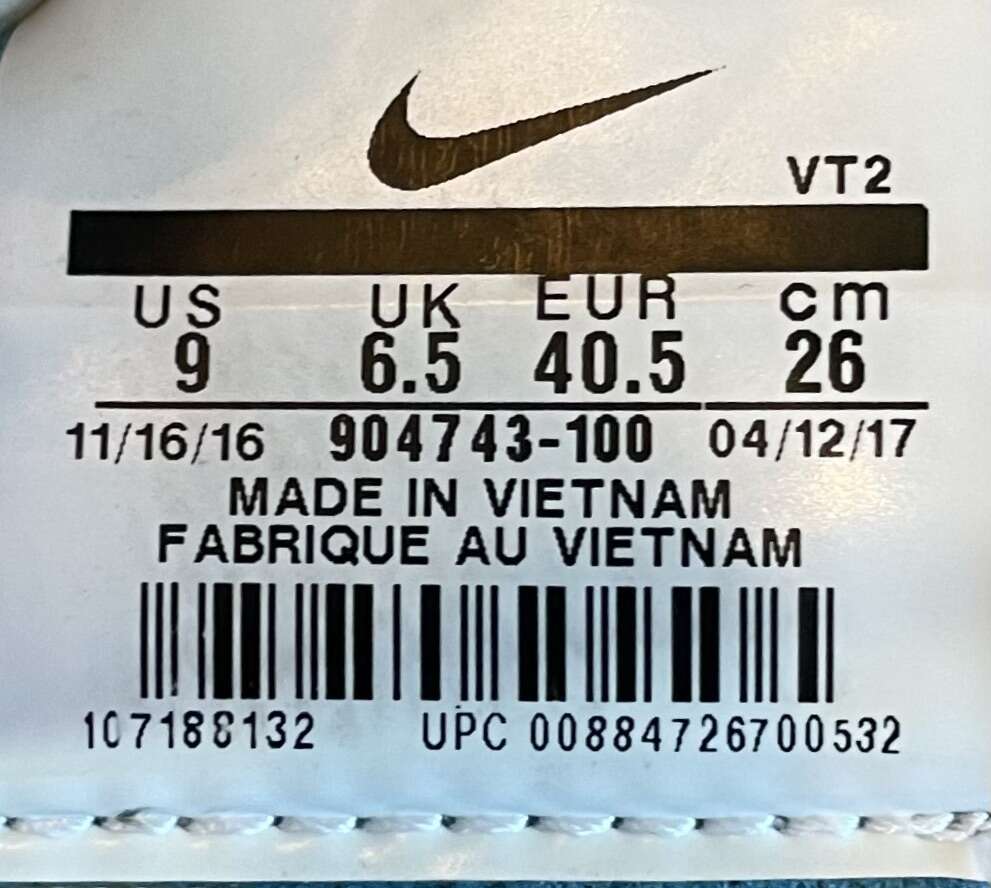 VT2
US UK EUR cm
9 6.5 40.5 26
11/16/16 904743-100 04/12/17
MADE IN VIETNAM
FABRIQUE AU VIETNAM
107188132 UPC 00884726700532